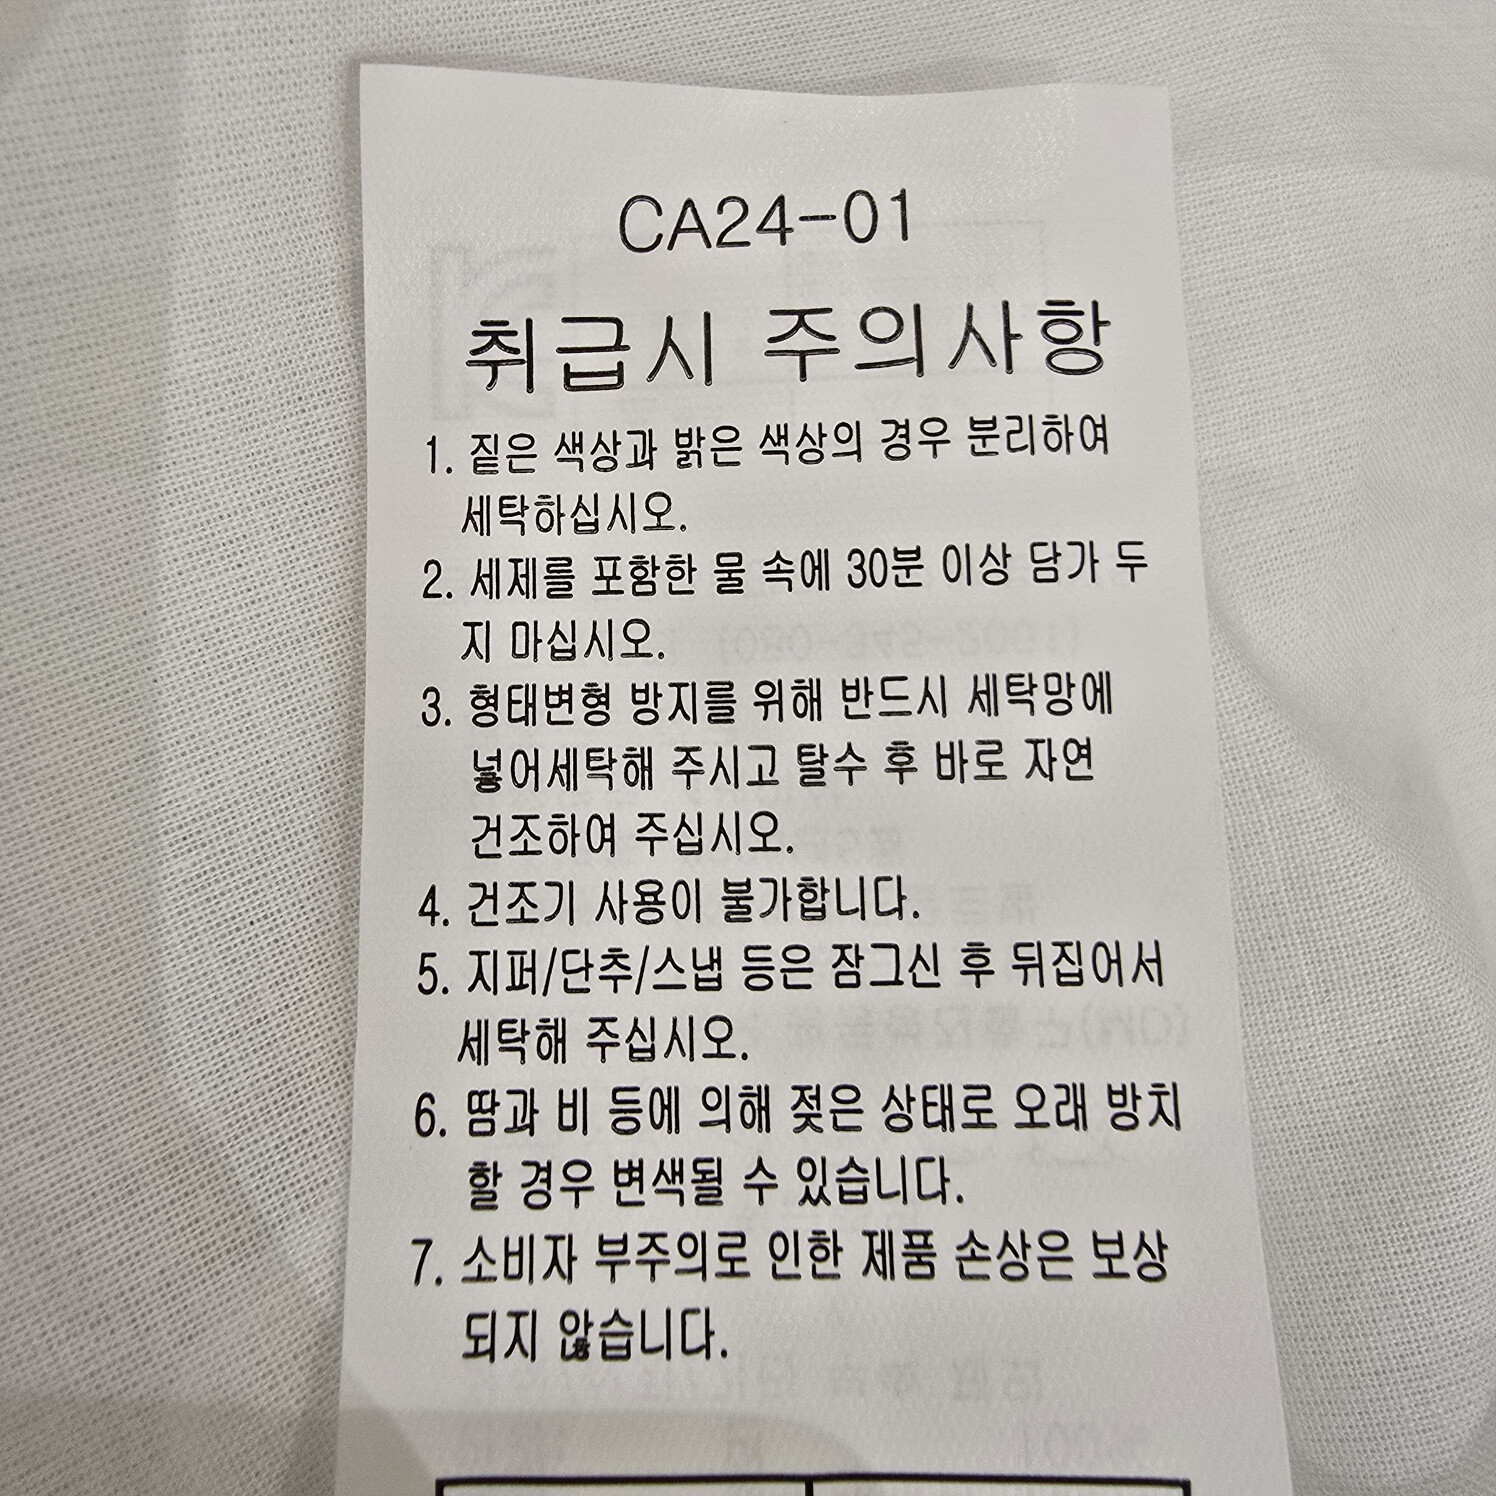 CA24-01
취급시 주의사항
1. 짙은 색상과 밝은 색상의 경우 분리하여
세탁하십시오.
2. 세제를 포함한 물 속에 30분 이상 담가 두
지 마십시오.
3. 형태변형 방지를 위해 반드시 세탁망에
넣어세탁해 주시고 탈수 후 바로 자연
건조하여 주십시오.
4. 건조기 사용이 불가합니다.
5. 지퍼/단추/스냅 등은 잠그신 후 뒤집어서
세탁해 주십시오.
6. 땀과 비 등에 의해 젖은 상태로 오래 방치
할 경우 변색될 수 있습니다.
7. 소비자 부주의로 인한 제품 손상은 보상
되지 않습니다.